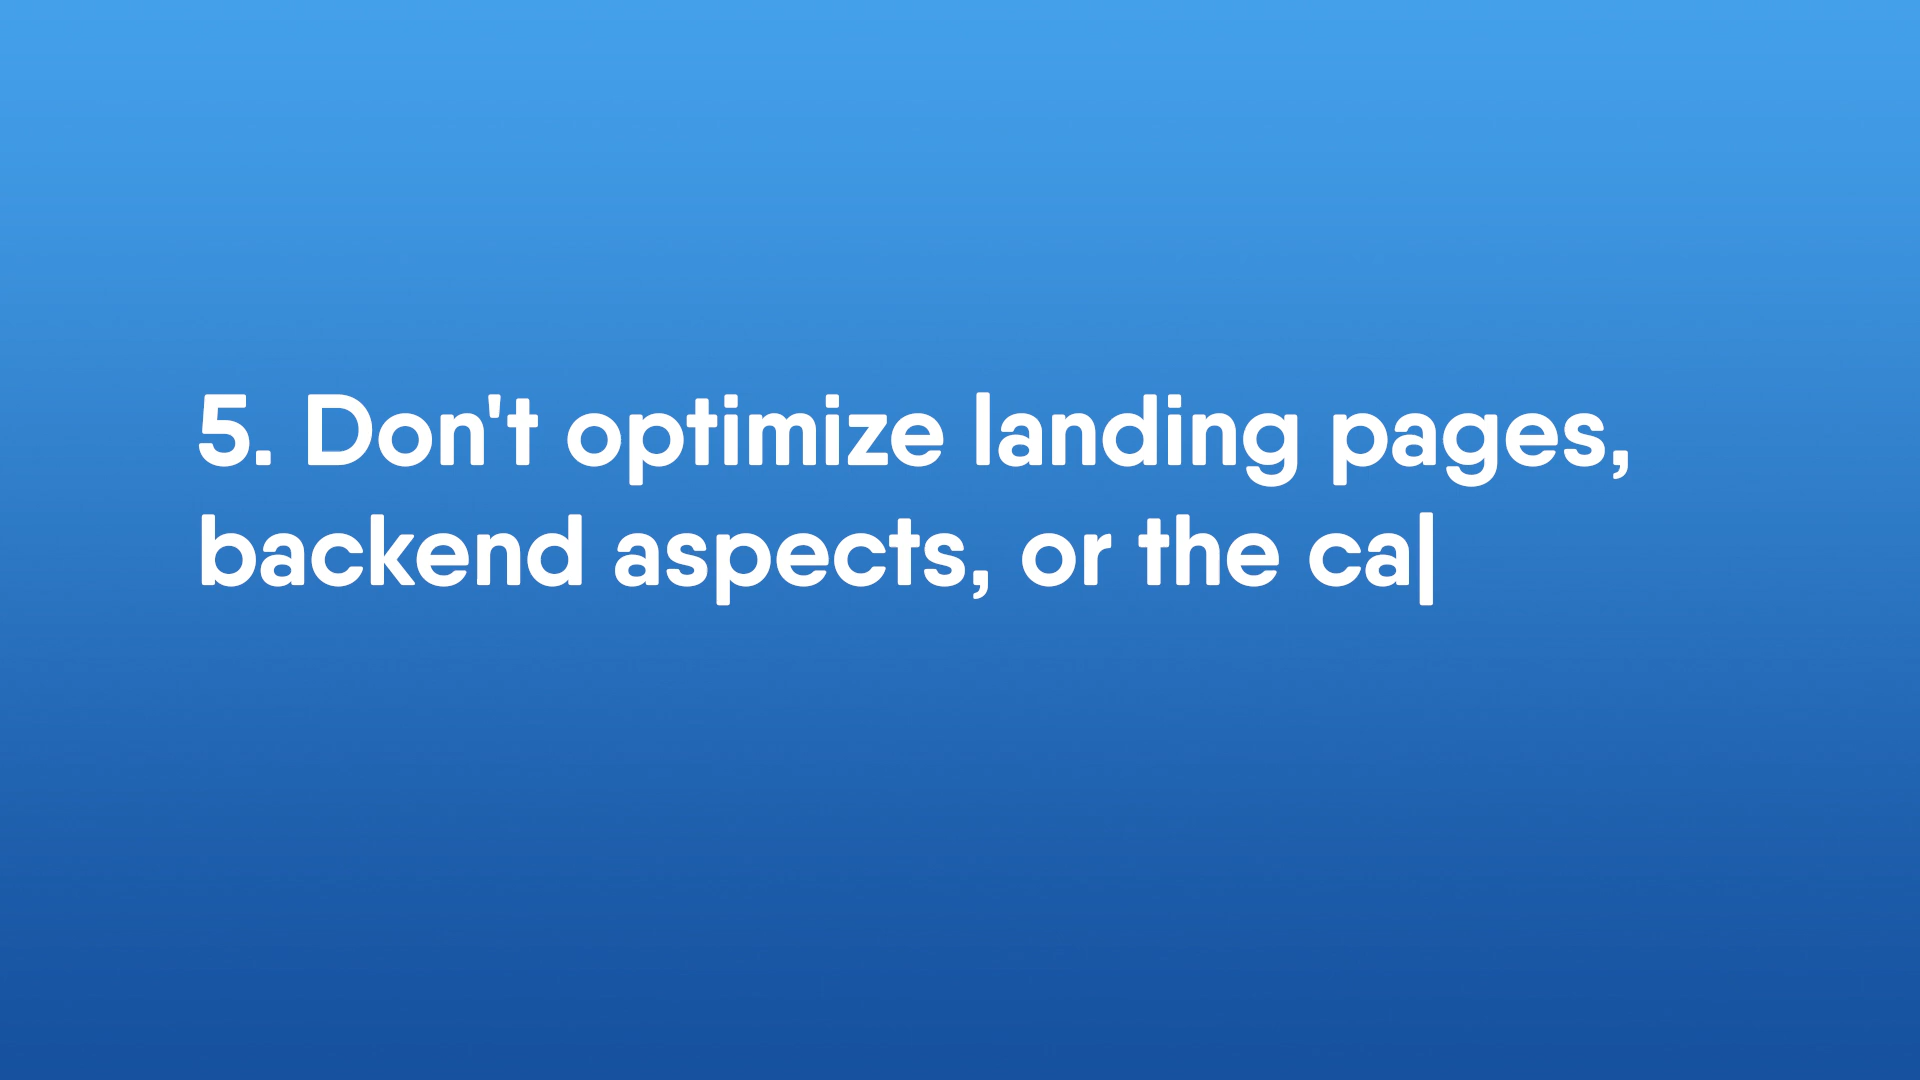 5. Don't optimize landing pages,
backend aspects, or the ca